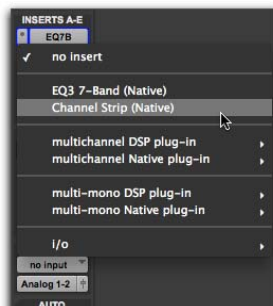 INSERTS A-E
EQ7B
✓ no insert
EQ3 7-Band (Native)
Channel Strip (Native)
multichannel DSP plug-in
multichannel Native plug-in
multi-mono DSP plug-in
multi-mono Native plug-in
i/o
no input
Analog 1-2
AUTO